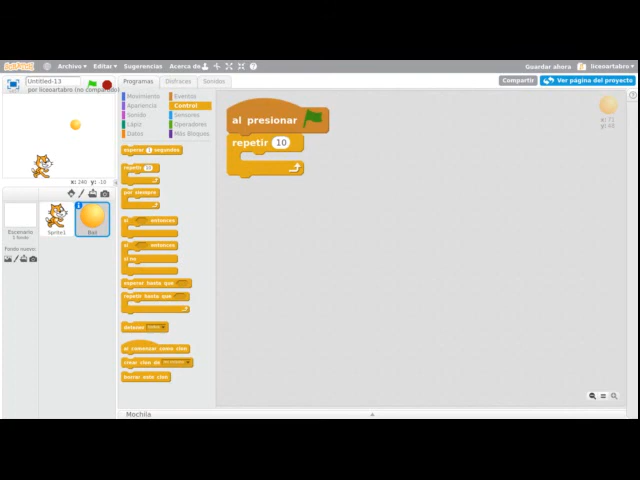 SCRATCH
Archivo
Editar
Sugerencias
Acerca de
Guardar ahora
liceoartabro
Untitled-13
por liceoartabro (no compartido)
Programas
Disfraces
Sonidos
Compartir
Ver página del proyecto
Movimiento
Eventos
Apariencia
Control
Sonido
Sensores
Lápiz
Operadores
Datos
Más Bloques
esperar 1 segundos
repetir 10
por siempre
si entonces
si entonces
si no
esperar hasta que
repetir hasta que
detener
al comenzar como clon
crear clon de
borrar este clon
al presionar
repetir 10
x: 71
x: 240 y: -10
Escenario
1 fondo
Fondo nuevo:
Sprite1
Ball
Mochila